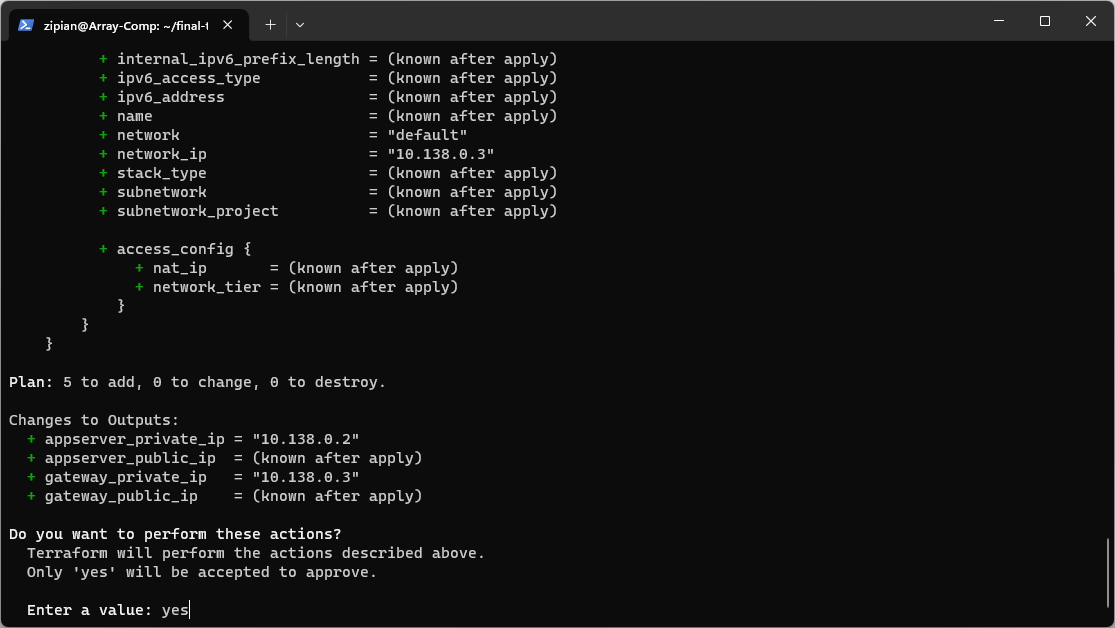 zipian@Array-Comp: ~/final-t
+ internal_ipv6_prefix_length = (known after apply)
+ ipv6_access_type            = (known after apply)
+ ipv6_address                = (known after apply)
+ name                        = (known after apply)
+ network                     = "default"
+ network_ip                  = "10.138.0.3"
+ stack_type                  = (known after apply)
+ subnetwork                  = (known after apply)
+ subnetwork_project          = (known after apply)
+ access_config {
+ nat_ip       = (known after apply)
+ network_tier = (known after apply)
}
}
}
Plan: 5 to add, 0 to change, 0 to destroy.
Changes to Outputs:
+ appserver_private_ip = "10.138.0.2"
+ appserver_public_ip  = (known after apply)
+ gateway_private_ip   = "10.138.0.3"
+ gateway_public_ip    = (known after apply)
Do you want to perform these actions?
Terraform will perform the actions described above.
Only 'yes' will be accepted to approve.
Enter a value: yes